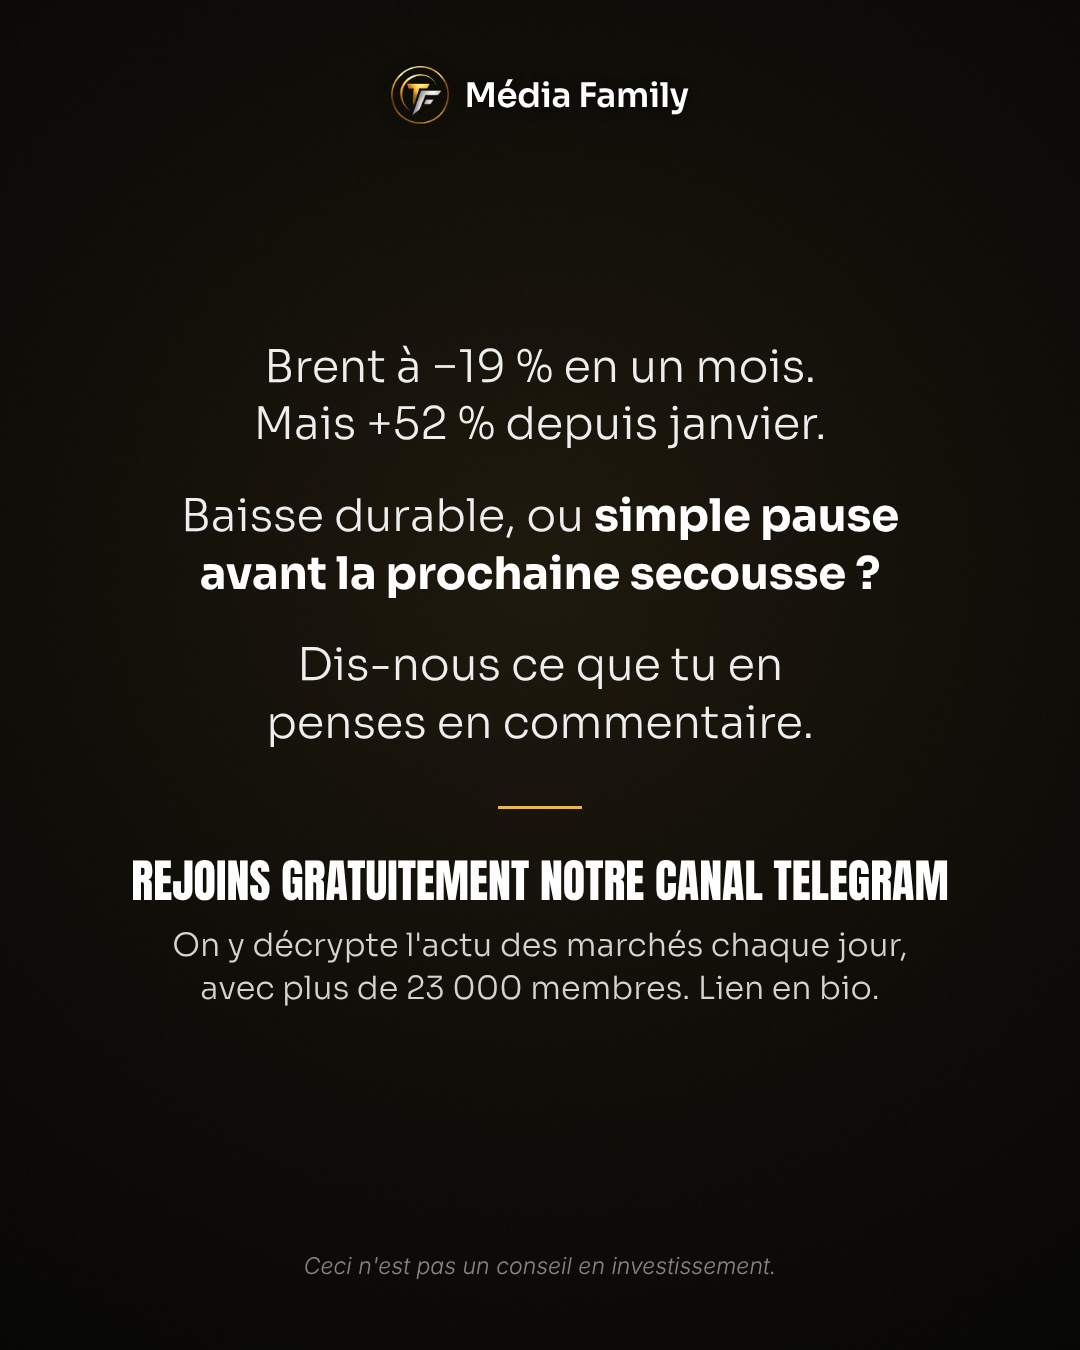 TF Média Family
Brent à −19 % en un mois.
Mais +52 % depuis janvier.
Baisse durable, ou simple pause
avant la prochaine secousse ?
Dis-nous ce que tu en
penses en commentaire.
REJOINS GRATUITEMENT NOTRE CANAL TELEGRAM
On y décrypte l'actu des marchés chaque jour,
avec plus de 23 000 membres. Lien en bio.
Ceci n'est pas un conseil en investissement.